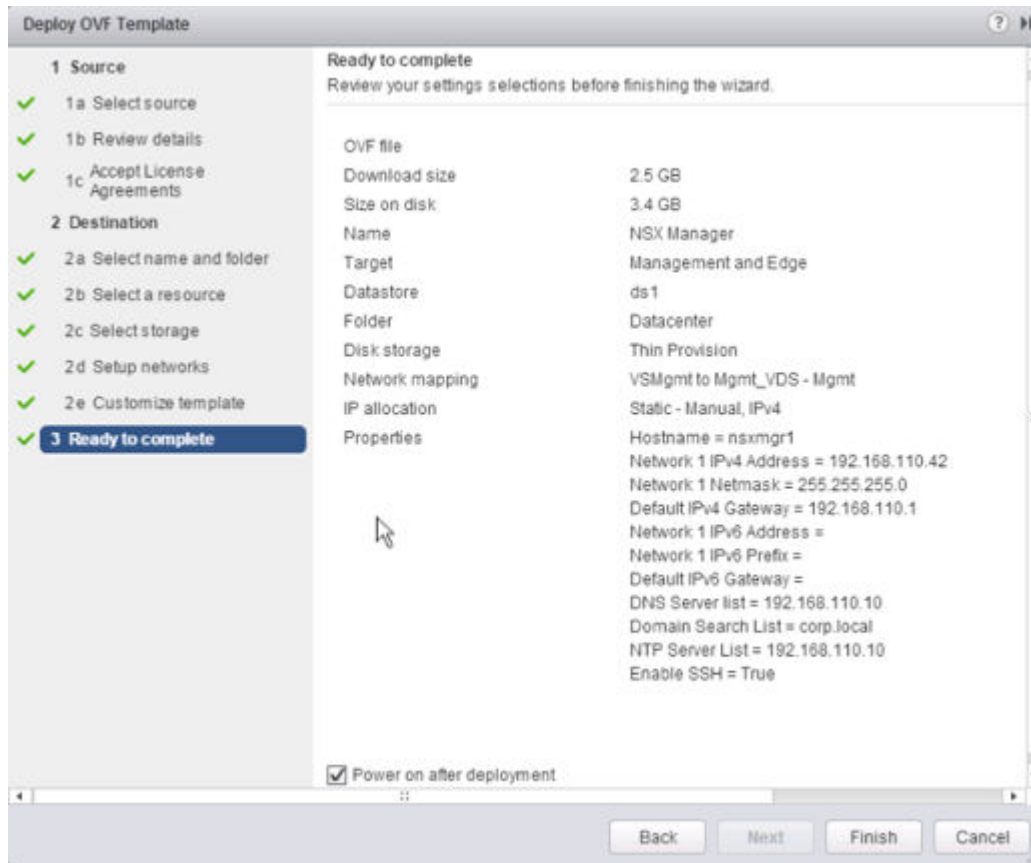 Deploy OVF Template
?
1 Source
1a Select source
1b Review details
1c Accept License
Agreements
2 Destination
2a Select name and folder
2b Select a resource
2c Select storage
2d Setup networks
2e Customize template
3 Ready to complete
Ready to complete
Review your settings selections before finishing the wizard.
OVF file
Download size 2.5 GB
Size on disk 3.4 GB
Name NSX Manager
Target Management and Edge
Datastore ds1
Folder Datacenter
Disk storage Thin Provision
Network mapping VSMgmt to Mgmt_VDS - Mgmt
IP allocation Static - Manual, IPv4
Properties Hostname = nsxmgr1
Network 1 IPv4 Address = 192.168.110.42
Network 1 Netmask = 255.255.255.0
Default IPv4 Gateway = 192.168.110.1
Network 1 IPv6 Address =
Network 1 IPv6 Prefix =
Default IPv6 Gateway =
DNS Server list = 192.168.110.10
Domain Search List = corp.local
NTP Server List = 192.168.110.10
Enable SSH = True
Power on after deployment
Back Next Finish Cancel